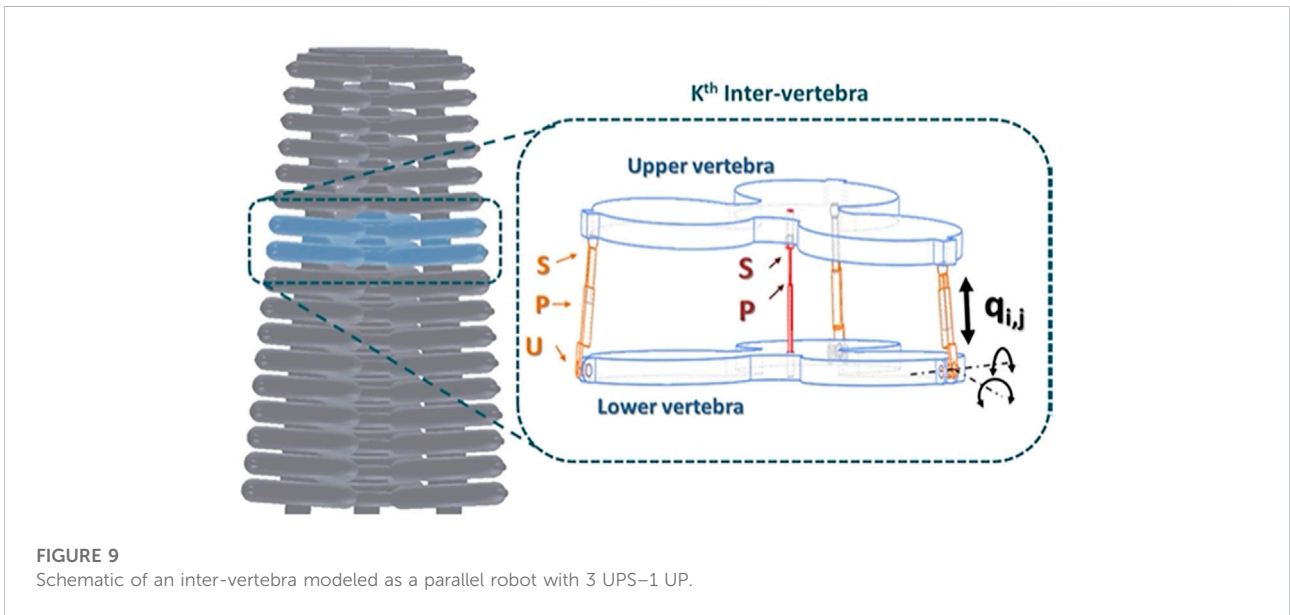 Kth Inter-vertebra
Upper vertebra
S
P
U
S
P
qi,j
Lower vertebra
FIGURE 9
Schematic of an inter-vertebra modeled as a parallel robot with 3 UPS–1 UP.